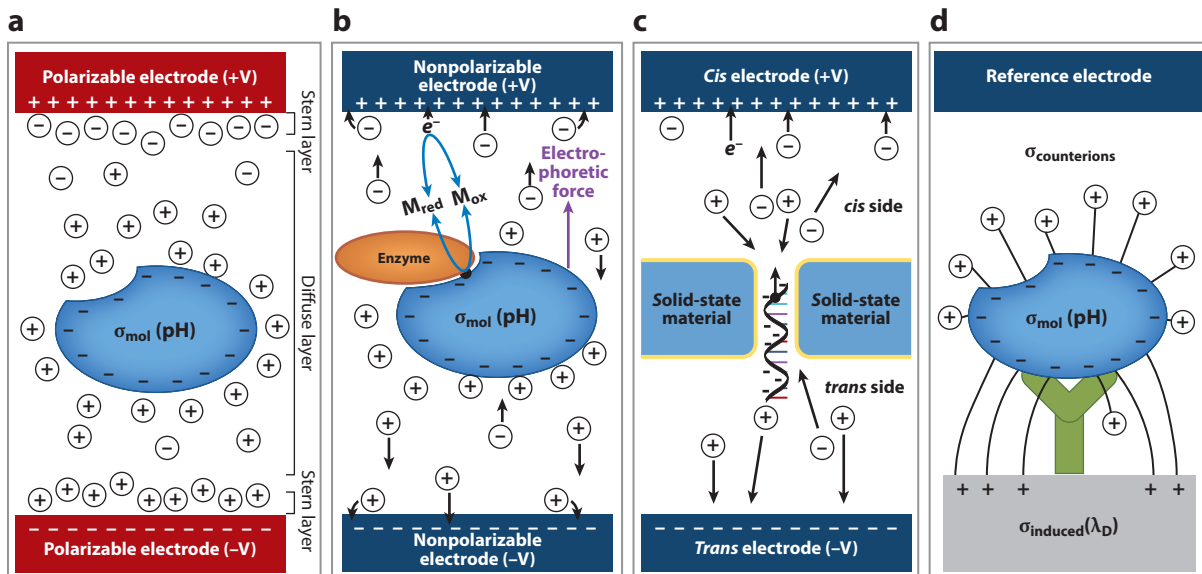 a
Polarizable electrode (+V)
+ + + + + + + + + + + + +
Stern layer
Diffuse layer
σmol (pH)
Stern layer
Polarizable electrode (−V)
b
Nonpolarizable
electrode (+V)
+ + + + + + + + + + + + + +
e−
Electro-
phoretic
force
Mred
Mox
Enzyme
σmol (pH)
Nonpolarizable
electrode (−V)
c
Cis electrode (+V)
+ + + + + + + + + + + + + +
e−
cis side
Solid-state
material
Solid-state
material
trans side
Trans electrode (−V)
d
Reference electrode
σcounterions
σmol (pH)
+ + + + +
σinduced(λD)